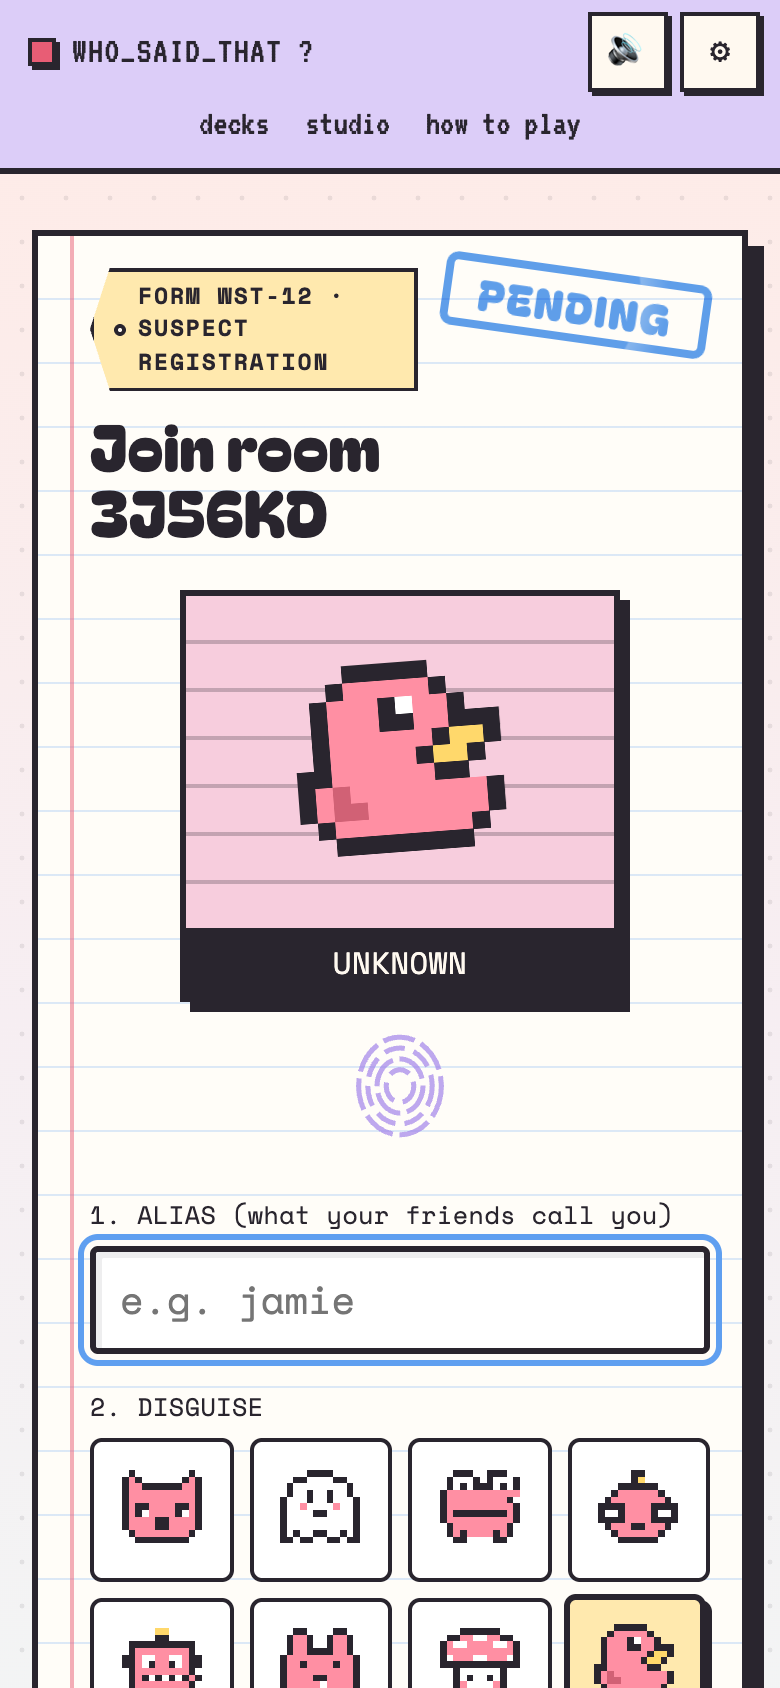 WHO_SAID_THAT ?
decks studio how to play
FORM WST-12 ·
SUSPECT
REGISTRATION
PENDING
Join room
3J56KD
UNKNOWN
1. ALIAS (what your friends call you)
e.g. jamie
2. DISGUISE